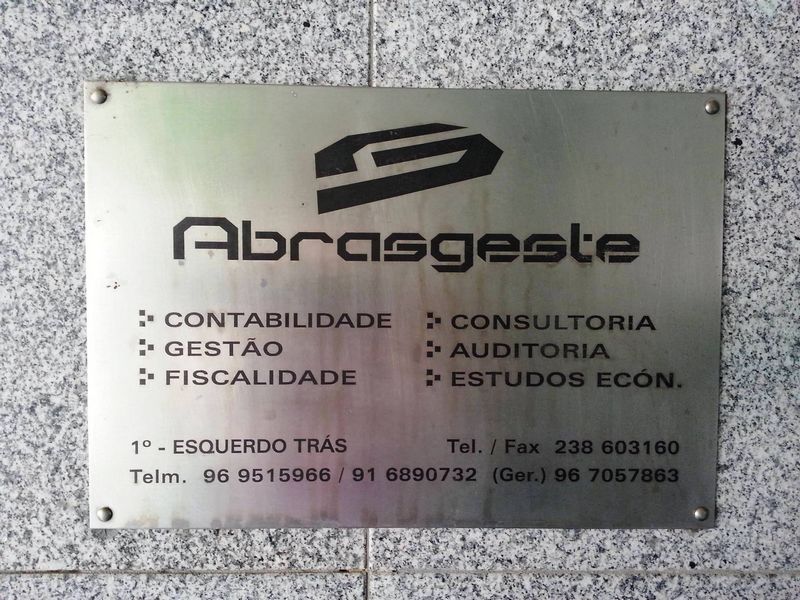 Abrasgeste
CONTABILIDADE
GESTÃO
FISCALIDADE
CONSULTORIA
AUDITORIA
ESTUDOS ECÓN.
1º - ESQUERDO TRÁS
Tel. / Fax 238 603160
Telm. 96 9515966 / 91 6890732 (Ger.) 96 7057863